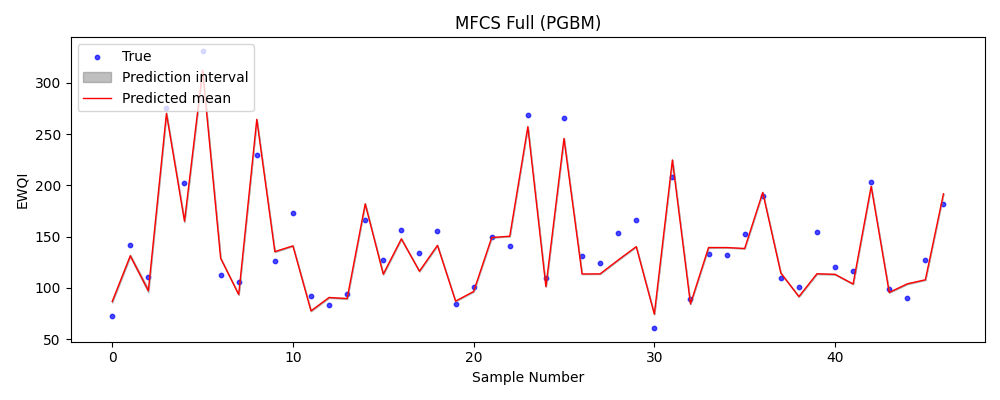 MFCS Full (PGBM)
True
Prediction interval
Predicted mean
EWQI
300
250
200
150
100
50
0 10 20 30 40
Sample Number